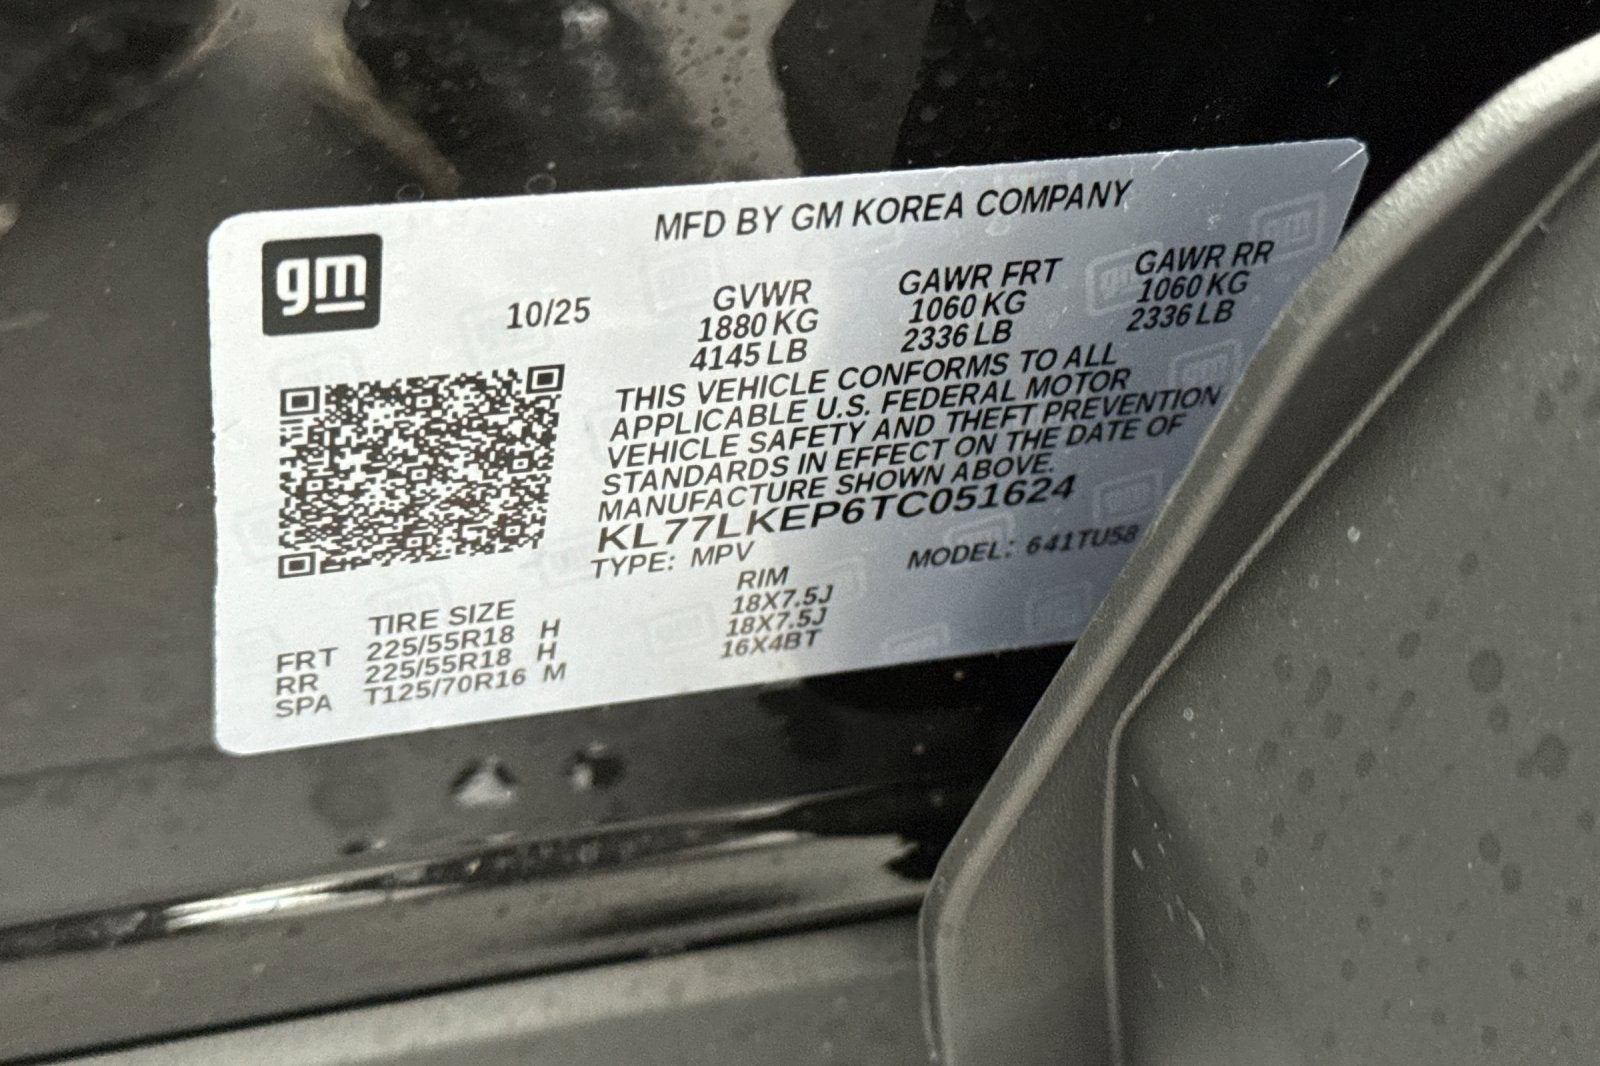 MFD BY GM KOREA COMPANY
gm
10/25
GVWR GAWR FRT GAWR RR
1880 KG 1060 KG 1060 KG
4145 LB 2336 LB 2336 LB
THIS VEHICLE CONFORMS TO ALL
APPLICABLE U.S. FEDERAL MOTOR
VEHICLE SAFETY AND THEFT PREVENTION
STANDARDS IN EFFECT ON THE DATE OF
MANUFACTURE SHOWN ABOVE.
KL77LKEP6TC051624
TYPE: MPV MODEL: 641TU58
TIRE SIZE RIM
FRT 225/55R18 H 18X7.5J
RR 225/55R18 H 18X7.5J
SPA T125/70R16 M 16X4BT